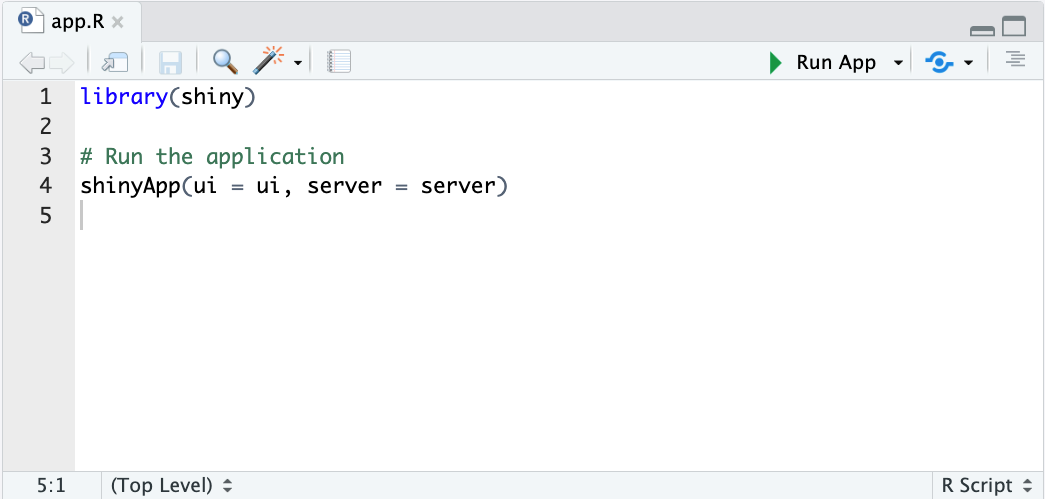 app.R
Run App
1 library(shiny)
2
3 # Run the application
4 shinyApp(ui = ui, server = server)
5
5:1 (Top Level) R Script